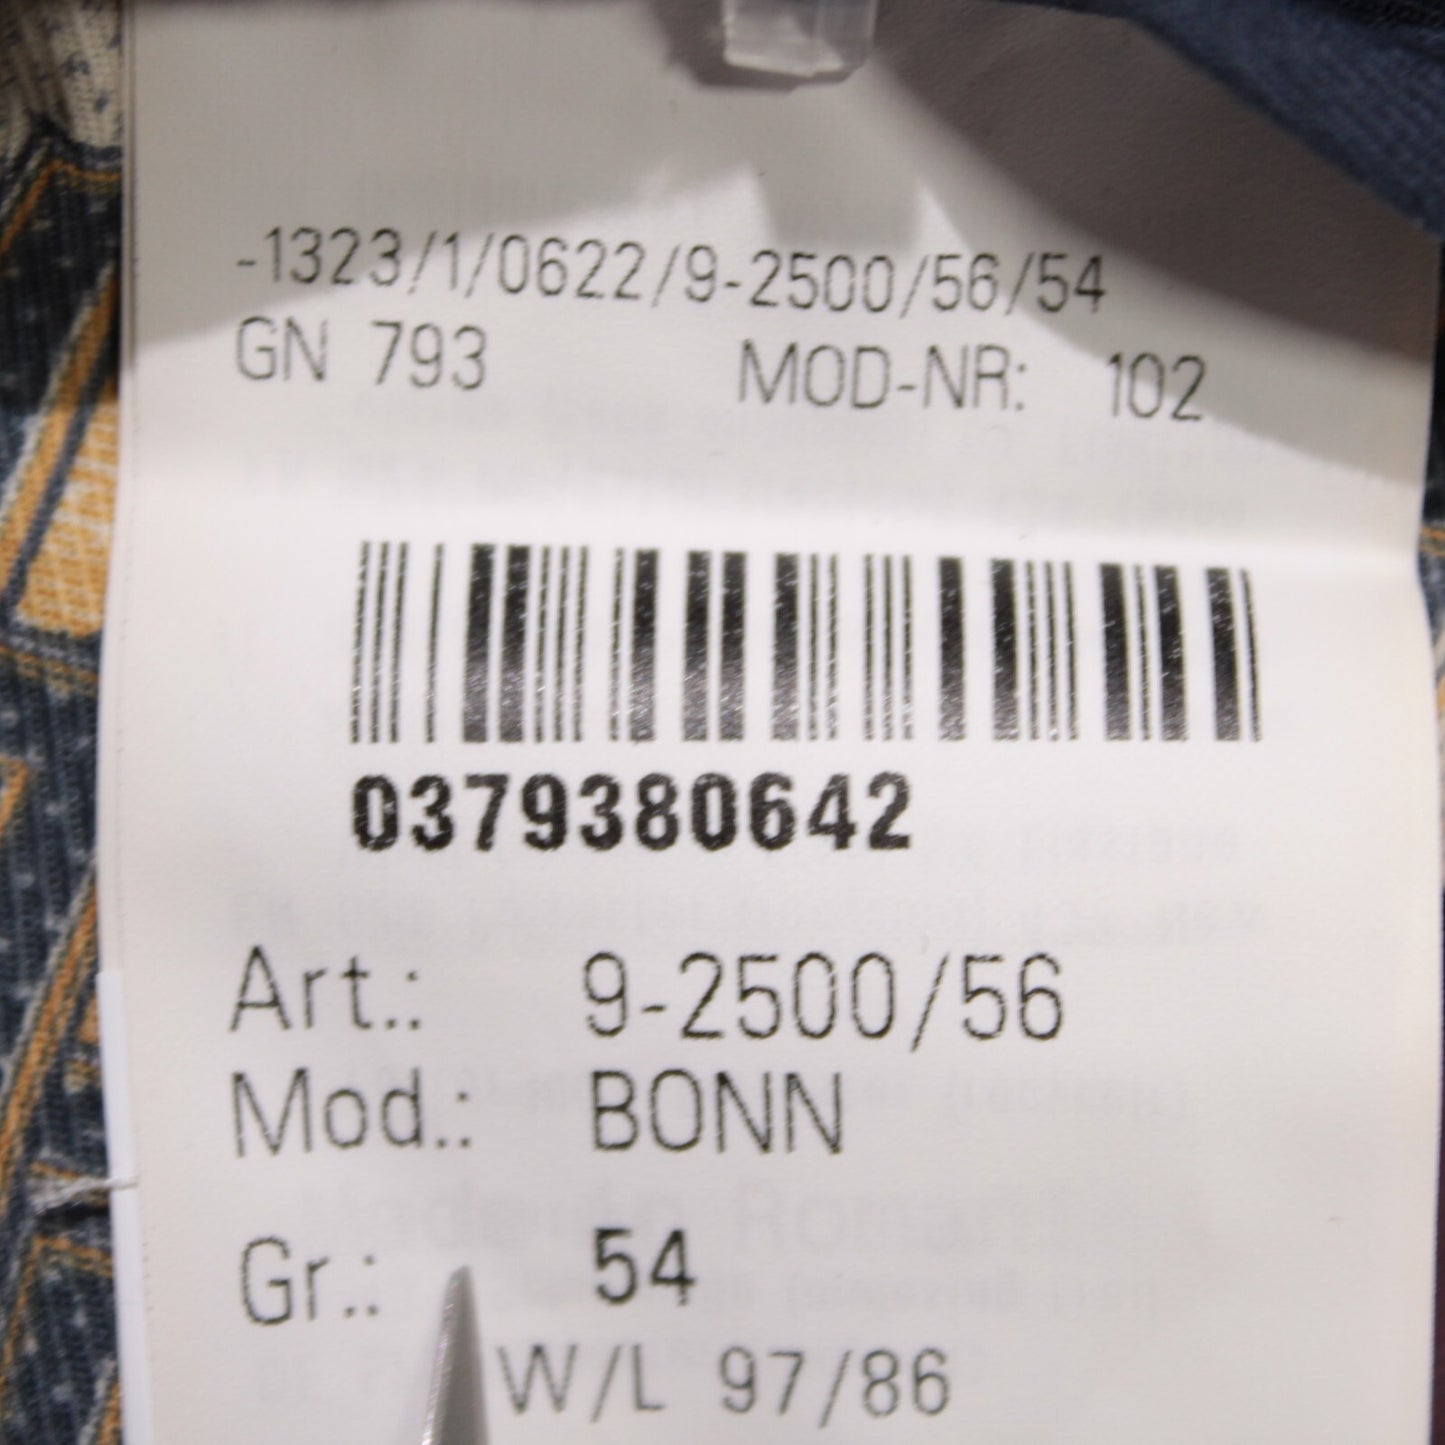 -1323/1/0622/9-2500/56/54
GN 793 MOD-NR: 102
0379380642
Art.: 9-2500/56
Mod.: BONN
Gr.: 54
W/L 97/86